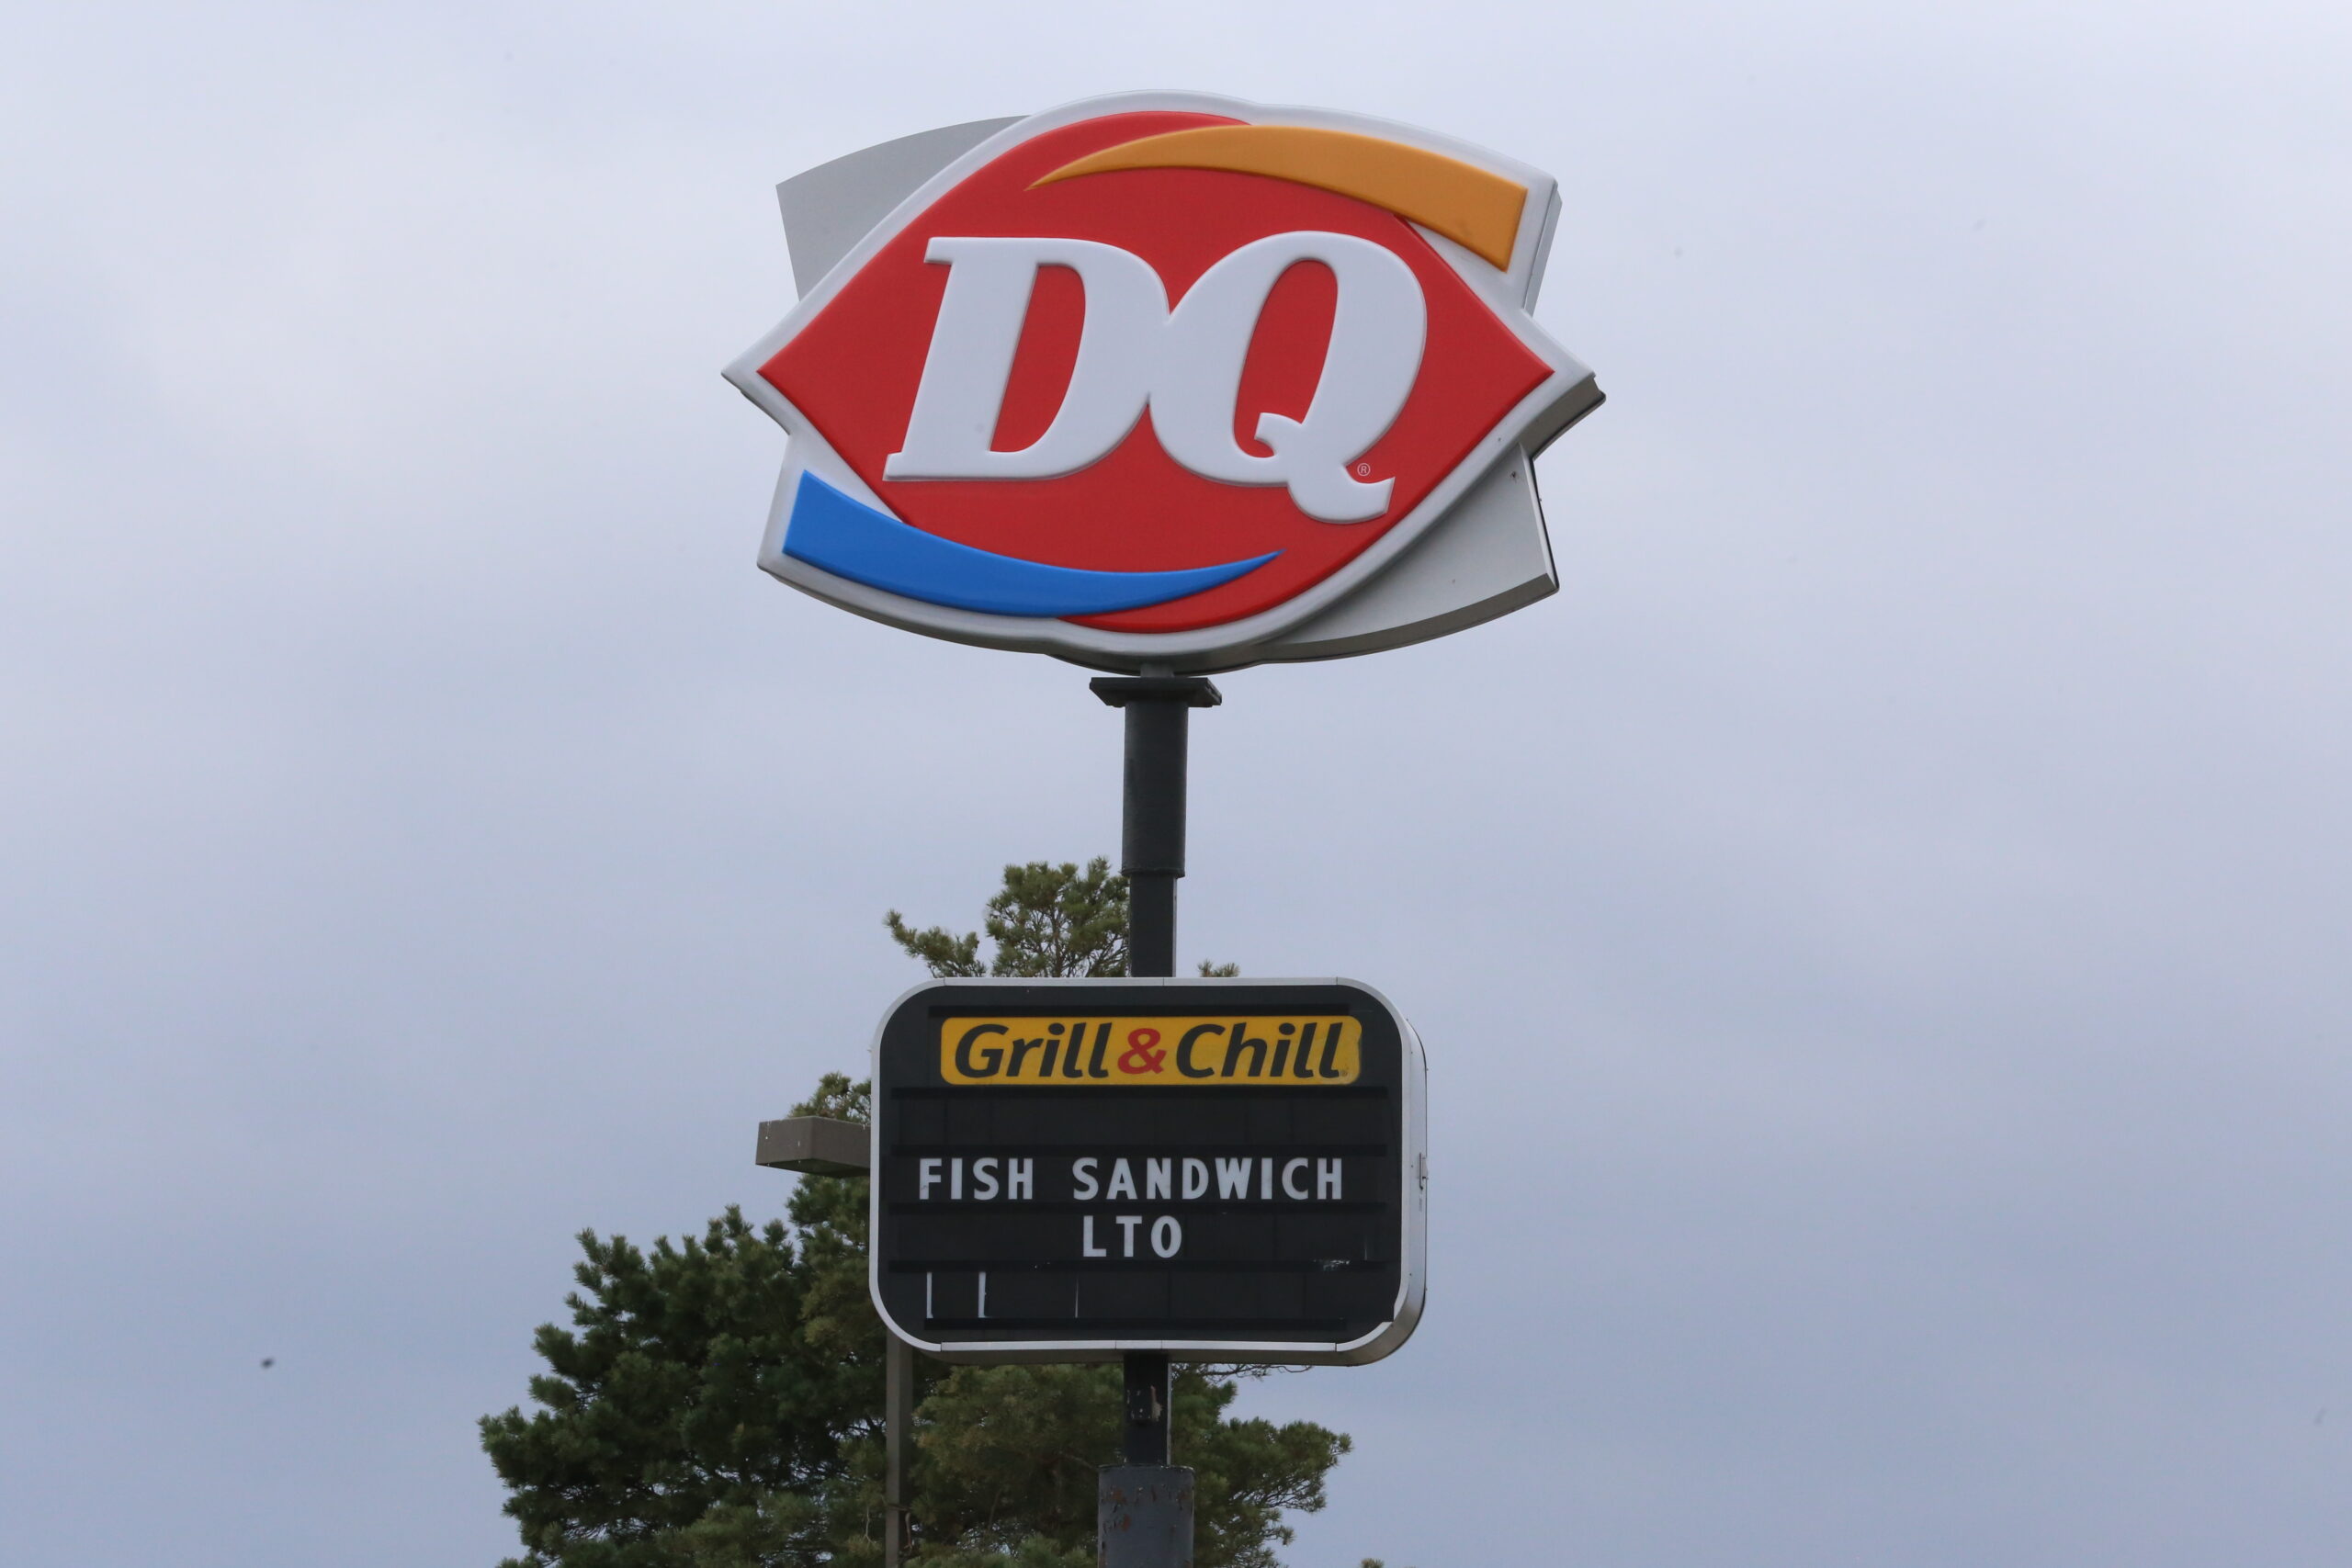 DQ®
Grill & Chill
FISH SANDWICH
LTO